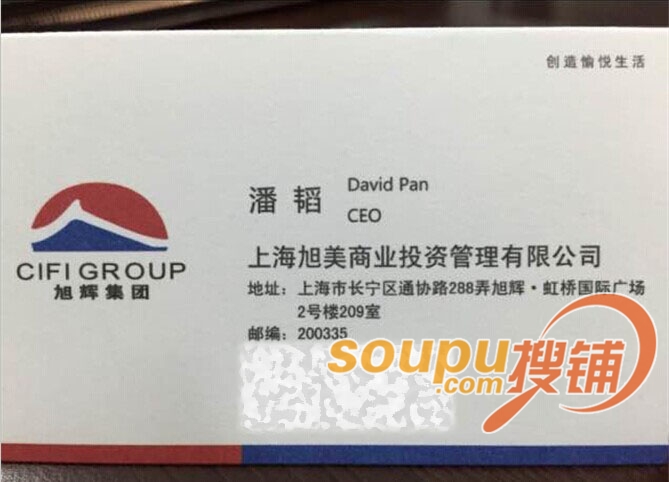 创造愉悦生活
潘韬 David Pan
CEO
CIFI GROUP
旭辉集团
上海旭美商业投资管理有限公司
地址：上海市长宁区通协路288弄旭辉·虹桥国际广场
2号楼209室
邮编：200335
soupu.com搜铺